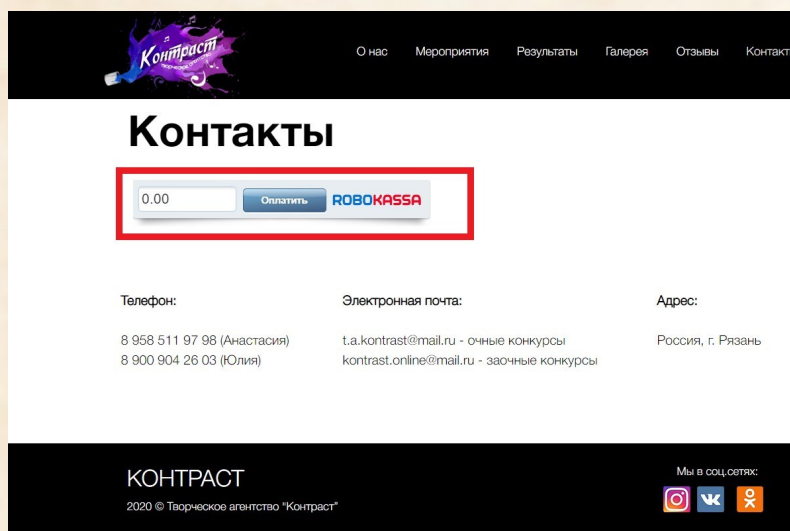 Контраст
ТВОРЧЕСКОЕ АГЕНТСТВО
О нас Мероприятия Результаты Галерея Отзывы Контакт
Контакты
0.00 Оплатить ROBOKASSA
Телефон: Электронная почта: Адрес:
8 958 511 97 98 (Анастасия) t.a.kontrast@mail.ru - очные конкурсы Россия, г. Рязань
8 900 904 26 03 (Юлия) kontrast.online@mail.ru - заочные конкурсы
КОНТРАСТ Мы в соц.сетях:
2020 © Творческое агентство "Контраст"